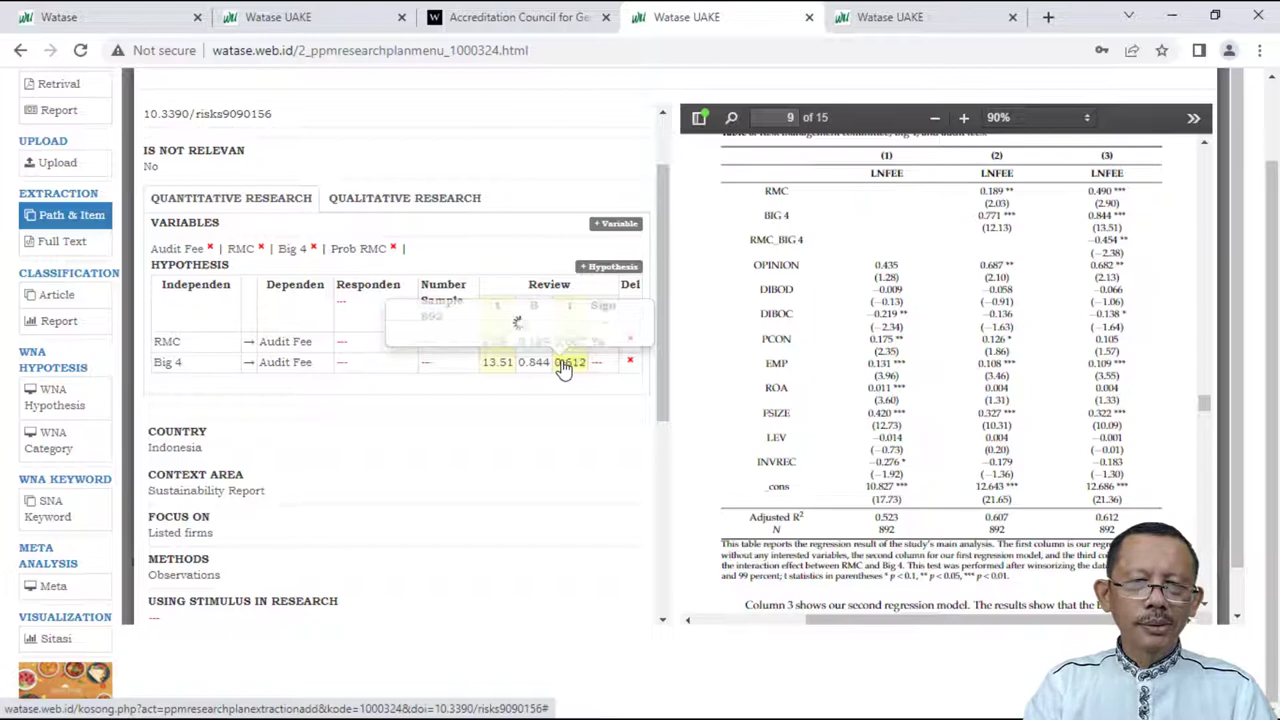 Watase
Watase UAKE
Accreditation Council for Ge
Watase UAKE
Watase UAKE
Not secure
watase.web.id/2_ppmresearchplanmenu_1000324.html
Retrival
Report
UPLOAD
Upload
EXTRACTION
Path & Item
Full Text
CLASSIFICATION
Article
Report
WNA
HYPOTESIS
WNA
Hypothesis
WNA
Category
WNA KEYWORD
SNA
Keyword
META
ANALYSIS
Meta
VISUALIZATION
Sitasi
10.3390/risks9090156
IS NOT RELEVAN
No
QUANTITATIVE RESEARCH QUALITATIVE RESEARCH
VARIABLES
+ Variable
Audit Fee × | RMC × | Big 4 × | Prob RMC × |
HYPOTHESIS
+ Hypothesis
Independen Dependen Responden Number Sample Review Del
--- 892 t B r Sign
RMC → Audit Fee ---
Big 4 → Audit Fee --- --- 13.51 0.844 0.612 --- ×
COUNTRY
Indonesia
CONTEXT AREA
Sustainability Report
FOCUS ON
Listed firms
METHODS
Observations
USING STIMULUS IN RESEARCH
---
9 of 15
90%
(1) (2) (3)
LNFEE LNFEE LNFEE
RMC 0.189 ** 0.490 ***
(2.03) (2.90)
BIG 4 0.771 *** 0.844 ***
(12.13) (13.51)
RMC_BIG 4 −0.454 **
(−2.38)
OPINION 0.435 0.687 ** 0.682 **
(1.28) (2.10) (2.13)
DIBOD −0.009 −0.058 −0.066
(−0.13) (−0.91) (−1.06)
DIBOC −0.219 ** −0.136 −0.138 *
(−2.34) (−1.63) (−1.64)
PCON 0.175 ** 0.126 * 0.105
(2.35) (1.86) (1.57)
EMP 0.131 *** 0.108 *** 0.109 ***
(3.96) (3.46) (3.55)
ROA 0.011 *** 0.004 0.004
(3.60) (1.31) (1.33)
FSIZE 0.420 *** 0.327 *** 0.322 ***
(12.73) (10.31) (10.09)
LEV −0.014 0.004 −0.001
(−0.73) (0.20) (−0.01)
INVREC −0.276 * −0.179 −0.183
(−1.92) (−1.36) (−1.30)
_cons 10.827 *** 12.643 *** 12.686 ***
(17.73) (21.65) (21.36)
Adjusted R2 0.523 0.607 0.612
N 892 892 892
This table reports the regression result of the study's main analysis. The first column is our reg
without any interested variables, the second column for our first regression model, and the third co
the interaction effect between RMC and Big 4. This test was performed after winsorizing the dat
and 99 percent; t statistics in parentheses * p < 0.1, ** p < 0.05, *** p < 0.01.
Column 3 shows our second regression model. The results show that the
watase.web.id/kosong.php?act=ppmresearchplanextractionadd&kode=1000324&doi=10.3390/risks9090156#